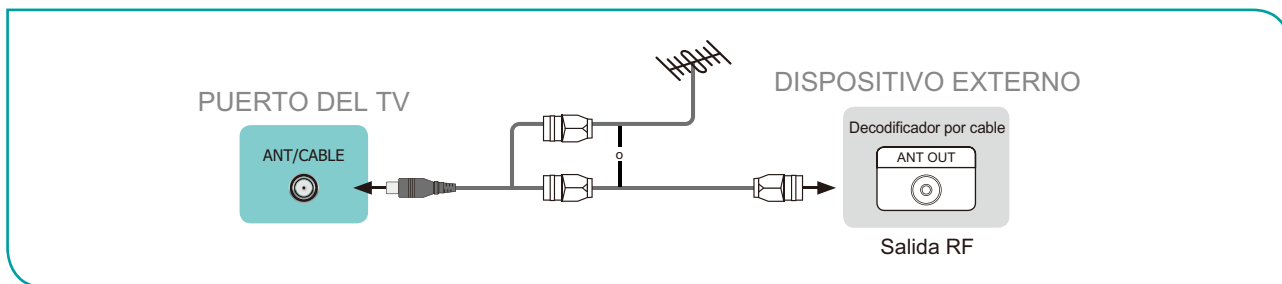 PUERTO DEL TV
ANT/CABLE
o
DISPOSITIVO EXTERNO
Decodificador por cable
ANT OUT
Salida RF